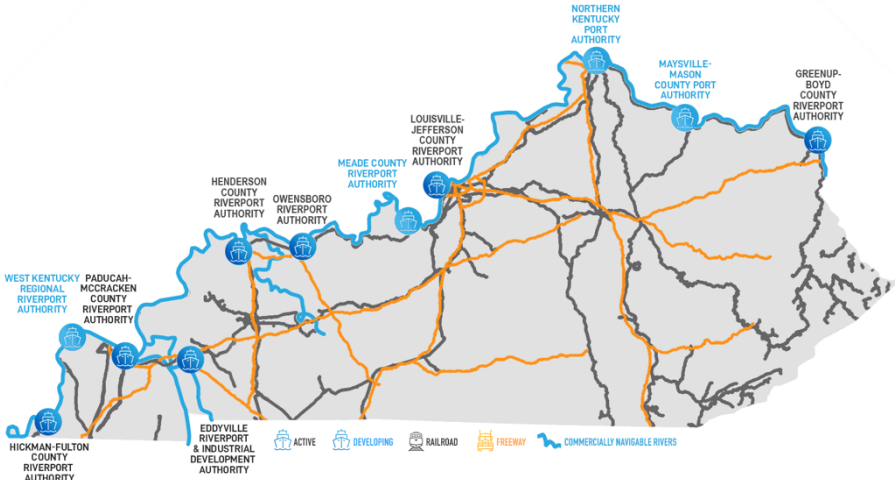 NORTHERN
KENTUCKY
PORT
AUTHORITY
MAYSVILLE-
MASON
COUNTY PORT
AUTHORITY
GREENUP-
BOYD
COUNTY
RIVERPORT
AUTHORITY
LOUISVILLE-
JEFFERSON
COUNTY
RIVERPORT
AUTHORITY
MEADE COUNTY
RIVERPORT
AUTHORITY
HENDERSON
COUNTY
RIVERPORT
AUTHORITY
OWENSBORO
RIVERPORT
AUTHORITY
WEST KENTUCKY
REGIONAL
RIVERPORT
AUTHORITY
PADUCAH-
MCCRACKEN
COUNTY
RIVERPORT
AUTHORITY
HICKMAN-FULTON
COUNTY
RIVERPORT
AUTHORITY
EDDYVILLE
RIVERPORT
& INDUSTRIAL
DEVELOPMENT
AUTHORITY
ACTIVE
DEVELOPING
RAILROAD
FREEWAY
COMMERCIALLY NAVIGABLE RIVERS